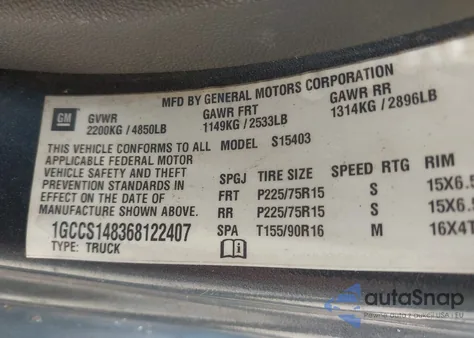 MFD BY GENERAL MOTORS CORPORATION
GM GVWR GAWR FRT GAWR RR
2200KG / 4850LB 1149KG / 2533LB 1314KG / 2896LB
THIS VEHICLE CONFORMS TO ALL MODEL S15403
APPLICABLE FEDERAL MOTOR
VEHICLE SAFETY AND THEFT SPGJ TIRE SIZE SPEED RTG RIM
PREVENTION STANDARDS IN FRT P225/75R15 S 15X6.5
EFFECT ON THE DATE OF RR P225/75R15 S 15X6.5
MANUFACTURE SHOWN ABOVE.
1GCCS148368122407 SPA T155/90R16 M 16X4T
TYPE: TRUCK
autoSnap